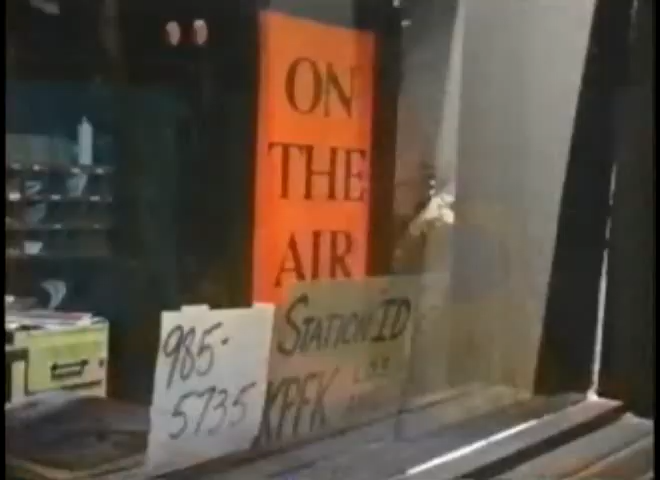 ON
THE
AIR
STATION ID
KPFK
985-
5735